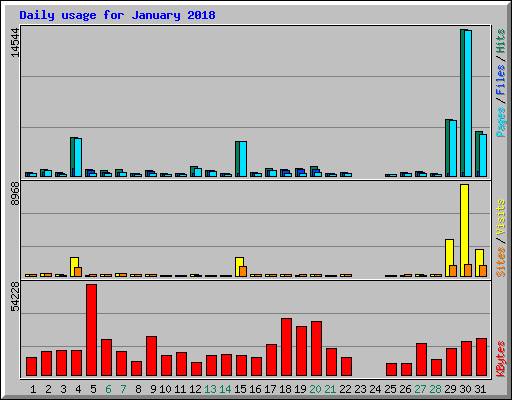 Daily usage for January 2018
14544
Pages / Files / Hits
8968
Sites / Visits
54228
KBytes
1 2 3 4 5 6 7 8 9 10 11 12 13 14 15 16 17 18 19 20 21 22 23 24 25 26 27 28 29 30 31